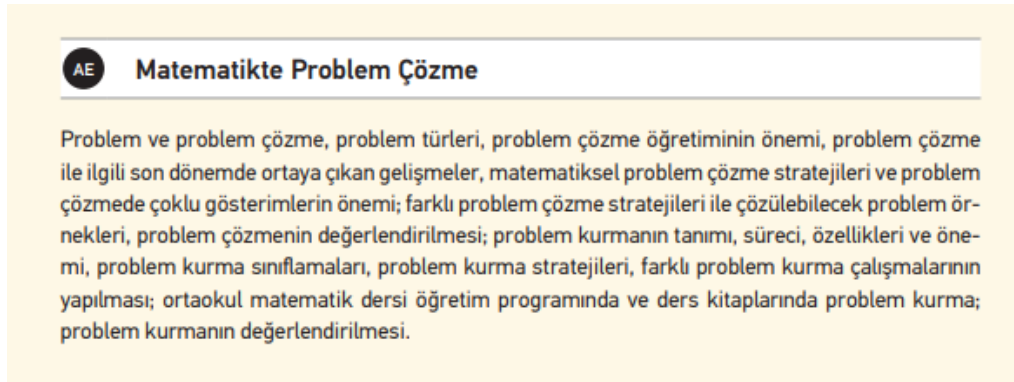 AE Matematikte Problem Çözme
Problem ve problem çözme, problem türleri, problem çözme öğretiminin önemi, problem çözme
ile ilgili son dönemde ortaya çıkan gelişmeler, matematiksel problem çözme stratejileri ve problem
çözmede çoklu gösterimlerin önemi; farklı problem çözme stratejileri ile çözülebilecek problem ör-
nekleri, problem çözmenin değerlendirilmesi; problem kurmanın tanımı, süreci, özellikleri ve öne-
mi, problem kurma sınıflamaları, problem kurma stratejileri, farklı problem kurma çalışmalarının
yapılması; ortaokul matematik dersi öğretim programında ve ders kitaplarında problem kurma;
problem kurmanın değerlendirilmesi.